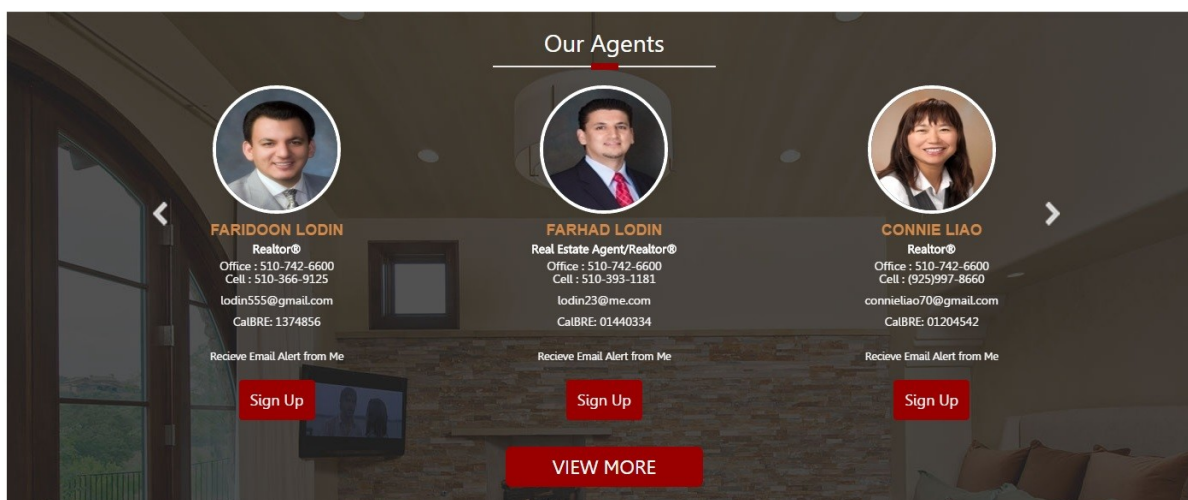 Our Agents
FARIDOON LODIN
Realtor®
Office : 510-742-6600
Cell : 510-366-9125
lodin555@gmail.com
CalBRE: 1374856
Recieve Email Alert from Me
Sign Up
FARHAD LODIN
Real Estate Agent/Realtor®
Office : 510-742-6600
Cell : 510-393-1181
lodin23@me.com
CalBRE: 01440334
Recieve Email Alert from Me
Sign Up
CONNIE LIAO
Realtor®
Office : 510-742-6600
Cell : (925)997-8660
connieliao70@gmail.com
CalBRE: 01204542
Recieve Email Alert from Me
Sign Up
VIEW MORE